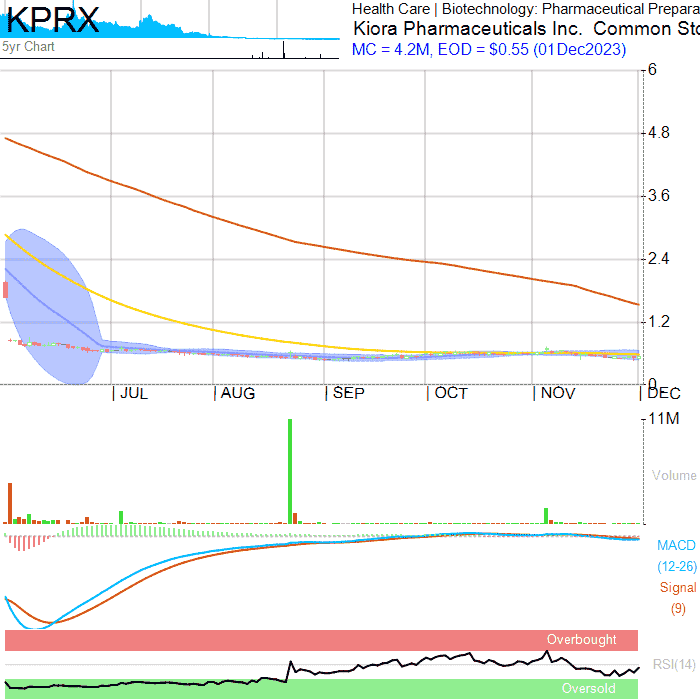 KPRX
5yr Chart
Health Care | Biotechnology: Pharmaceutical Prepara
Kiora Pharmaceuticals Inc. Common Sto
MC = 4.2M, EOD = $0.55 (01Dec2023)
6
4.8
3.6
2.4
1.2
0
| JUL | AUG | SEP | OCT | NOV | DEC
11M
Volume
MACD
(12-26)
Signal
(9)
Overbought
RSI(14)
Oversold